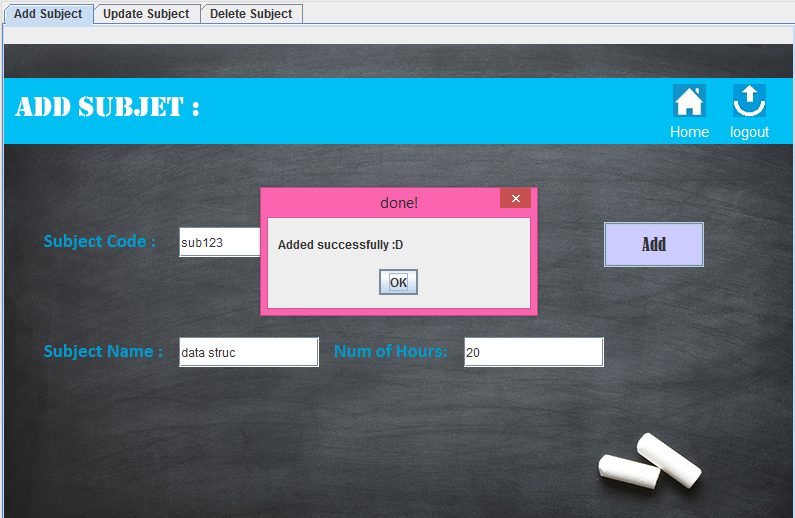 Add Subject Update Subject Delete Subject
ADD SUBJET :
Home logout
done!
Subject Code : sub123
Added successfully :D
Add
OK
Subject Name : data struc Num of Hours: 20